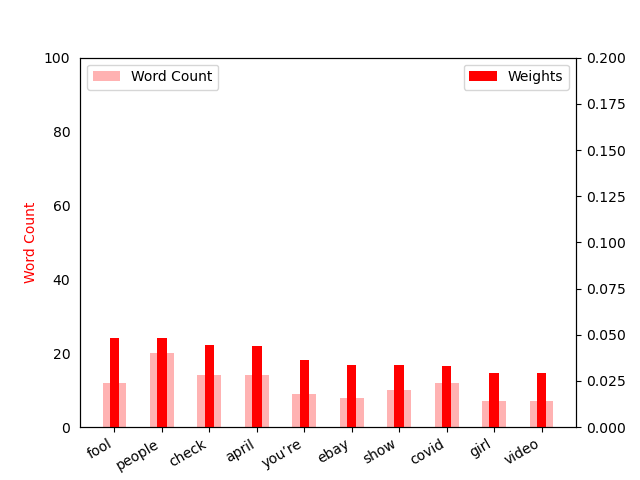 100
80
60
40
20
0
Word Count
Word Count
Weights
0.200
0.175
0.150
0.125
0.100
0.075
0.050
0.025
0.000
fool
people
check
april
you’re
ebay
show
covid
girl
video